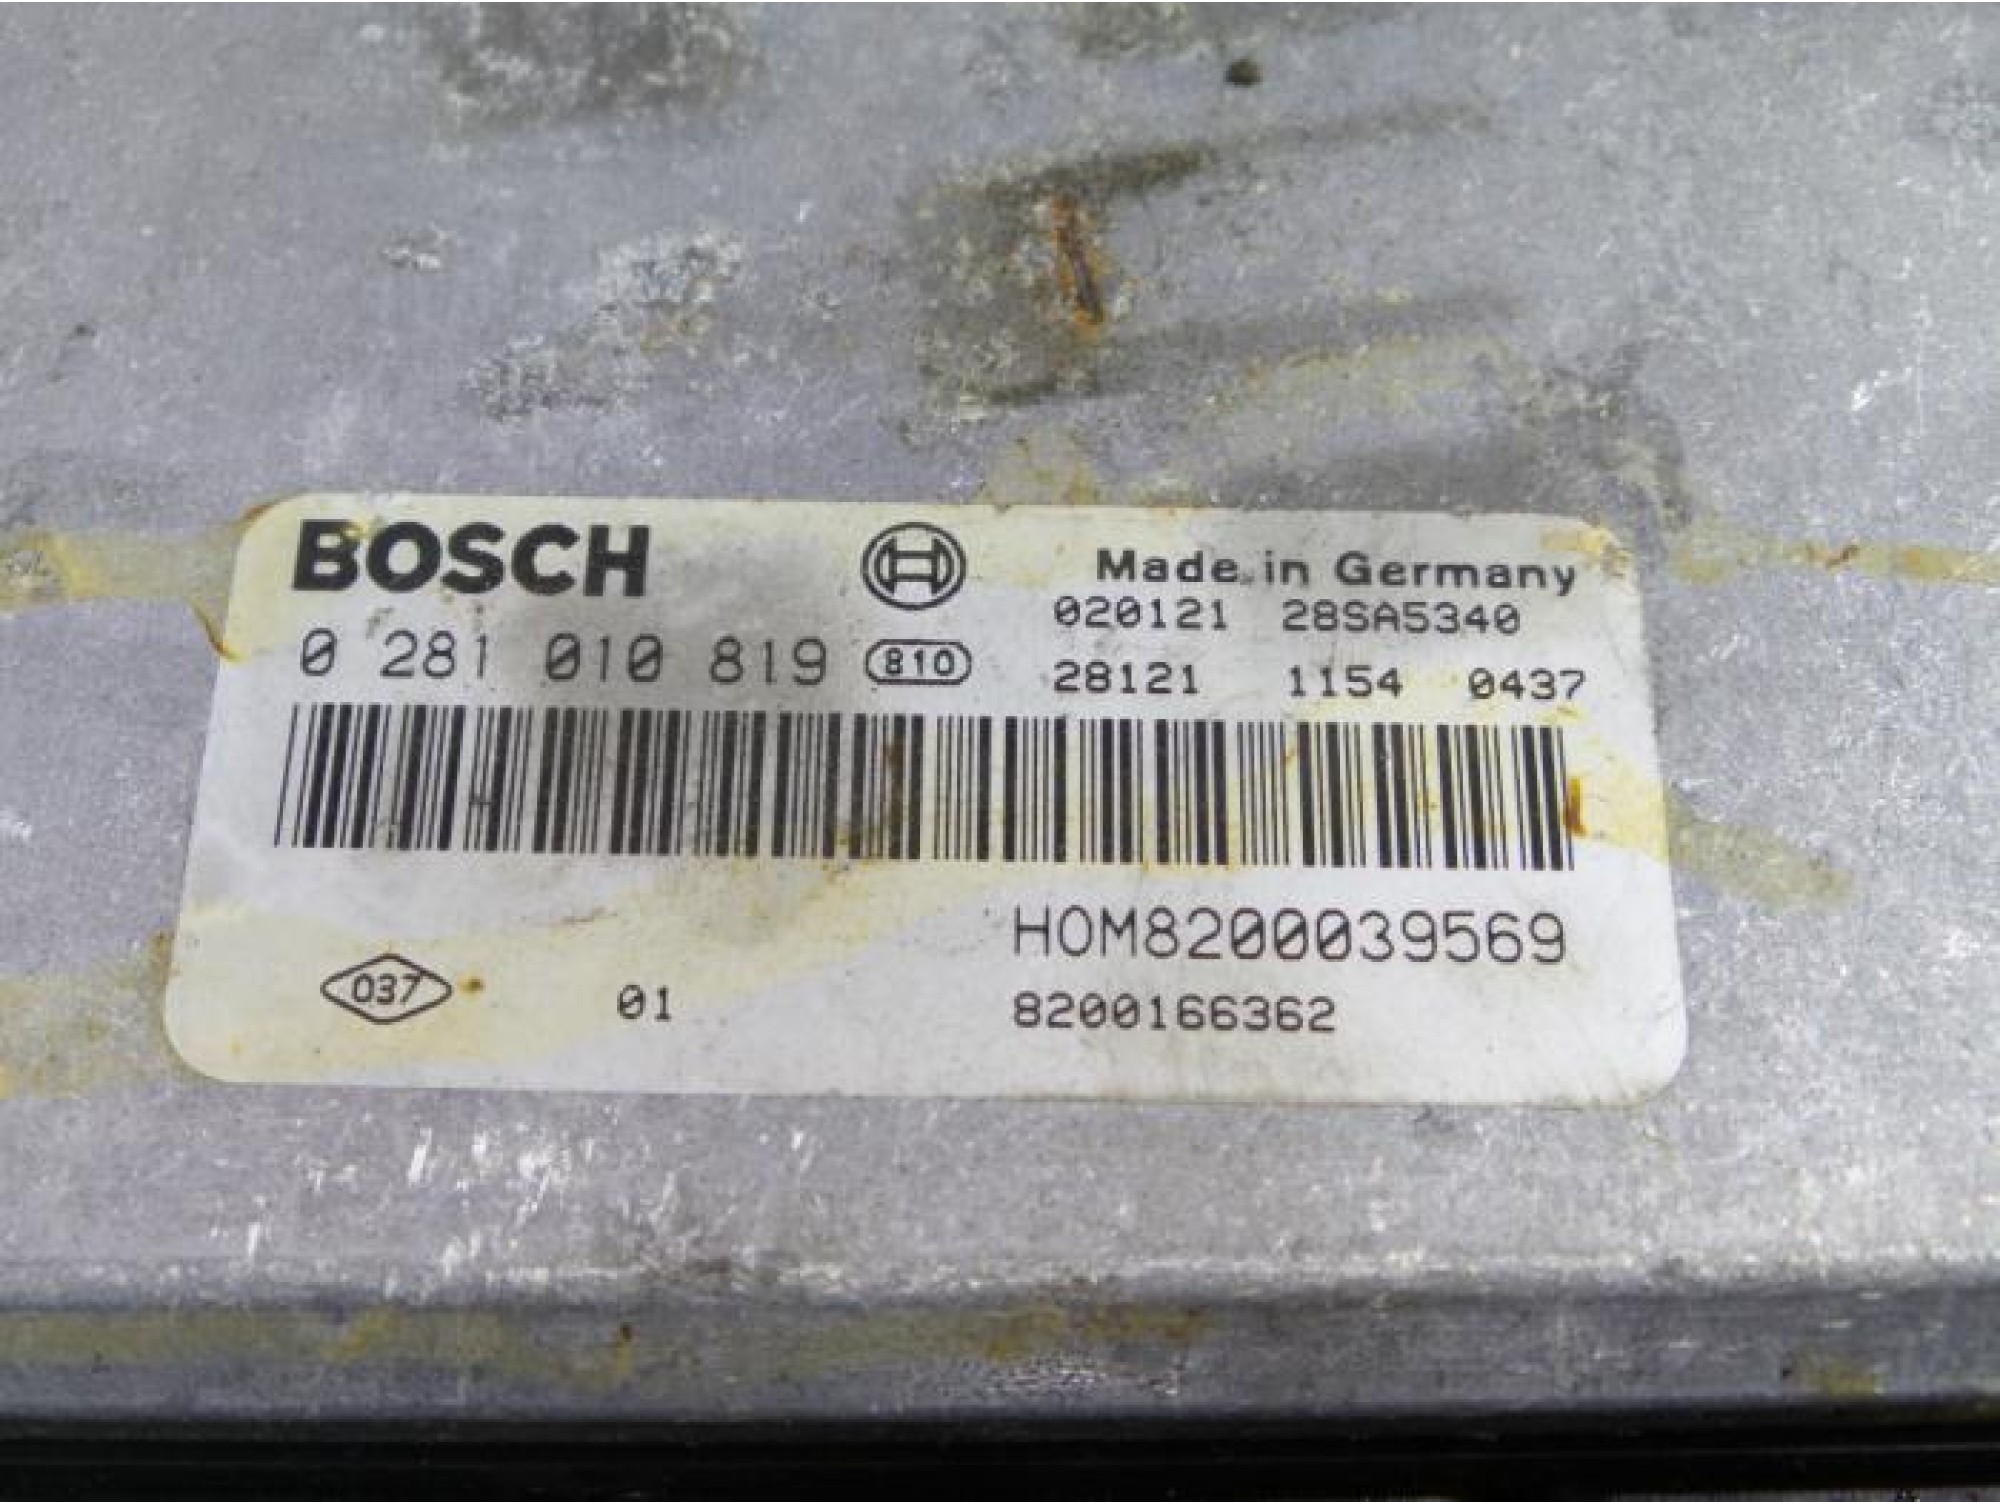 BOSCH
Made in Germany
020121 28SA5340
0 281 010 819 810
28121 1154 0437
HOM8200039569
037 01 8200166362